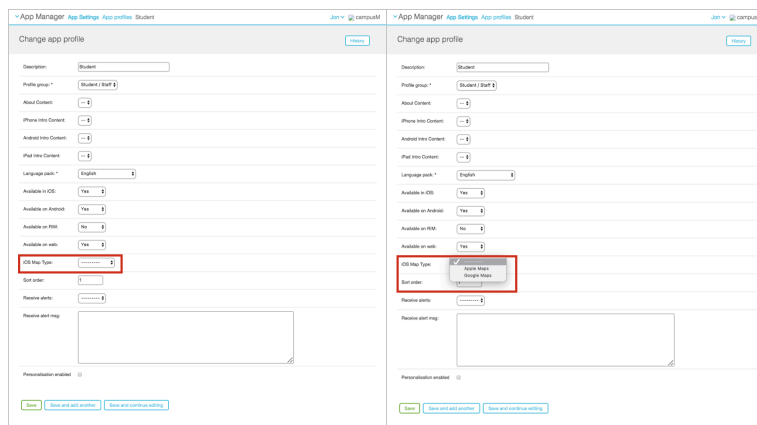 App Manager App Settings App profiles Student Jon campusM
Change app profile History
Description: Student
Profile group: * Student / Staff
About Content: --
iPhone Intro Content: --
Android Intro Content: --
iPad Intro Content: --
Language pack: * English
Available in iOS: Yes
Available on Android: Yes
Available on RIM: No
Available on web: Yes
iOS Map Type: ---------
Sort order: 1
Receive alerts: ---------
Receive alert msg:
Personalisation enabled
Save Save and add another Save and continue editing
App Manager App Settings App profiles Student Jon campus
Change app profile History
Description: Student
Profile group: * Student / Staff
About Content: --
iPhone Intro Content: --
Android Intro Content: --
iPad Intro Content: --
Language pack: * English
Available in iOS: Yes
Available on Android: Yes
Available on RIM: No
Available on web: Yes
iOS Map Type: ---------
Apple Maps
Google Maps
Sort order: 1
Receive alerts: ---------
Receive alert msg:
Personalisation enabled
Save Save and add another Save and continue editing